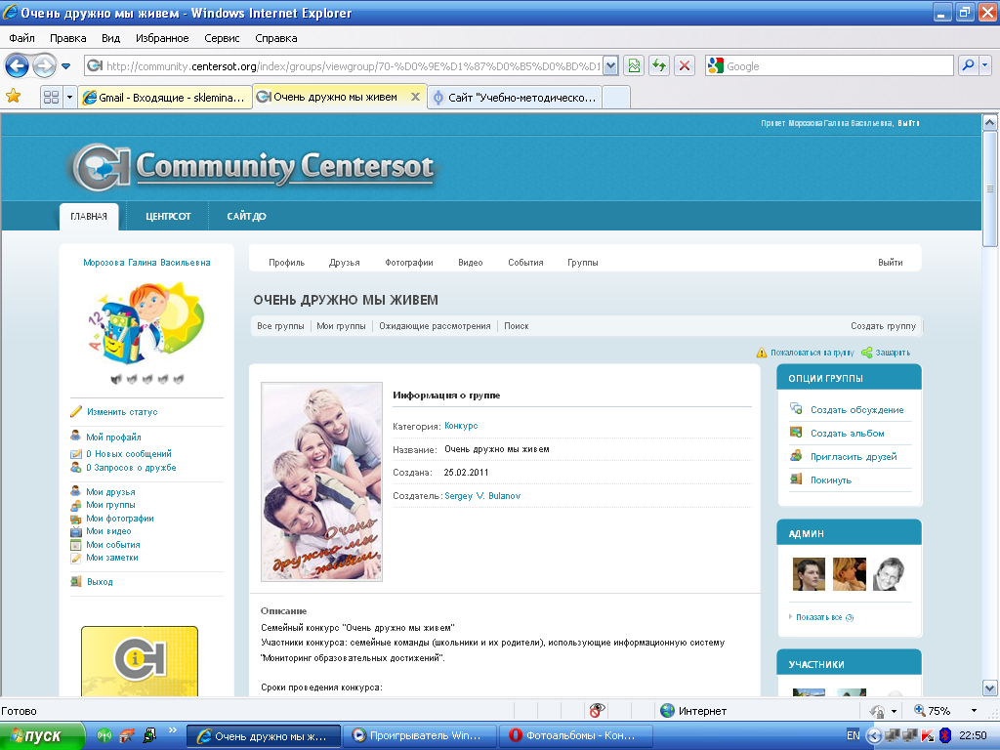 Очень дружно мы живем - Windows Internet Explorer
Файл Правка Вид Избранное Сервис Справка
http://community.centersot.org/index/groups/viewgroup/70-%D0%9E%D1%87%D0%B5%D0%BD%D1
Google
Gmail - Входящие - sklemina... Очень дружно мы живем Сайт "Учебно-методическо...
Привет Морозова Галина Васильевна, Выйти
Community Centersot
ГЛАВНАЯ ЦЕНТРСОТ САЙТ ДО
Морозова Галина Васильевна
Профиль Друзья Фотографии Видео События Группы Выйти
ОЧЕНЬ ДРУЖНО МЫ ЖИВЕМ
Все группы Мои группы Ожидающие рассмотрения Поиск Создать группу
Пожаловаться на группу Зашарить
12
А
Я
Изменить статус
Мой профайл
0 Новых сообщений
0 Запросов о дружбе
Мои друзья
Мои группы
Мои фотографии
Мои видео
Мои события
Мои заметки
Выход
Очень
дружно мы
живем
Информация о группе
Категория: Конкурс
Название: Очень дружно мы живем
Создана: 25.02.2011
Создатель: Sergey V. Bulanov
Описание
Семейный конкурс "Очень дружно мы живем"
Участники конкурса: семейные команды (школьники и их родители), использующие информационную систему
"Мониторинг образовательных достижений".
Сроки проведения конкурса:
ОПЦИИ ГРУППЫ
Создать обсуждение
Создать альбом
Пригласить друзей
Покинуть
АДМИН
Показать все (3)
УЧАСТНИКИ
Готово Интернет 75%
пуск Очень дружно мы ж... Проигрыватель Win... Фотоальбомы - Кон... EN 22:50